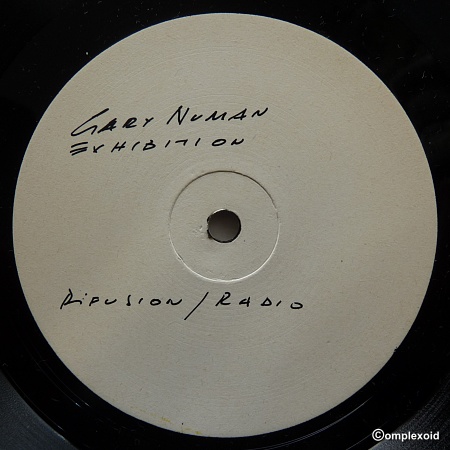 GARY NUMAN
EXHIBITION
DIFUSION / RADIO
©omplexoid